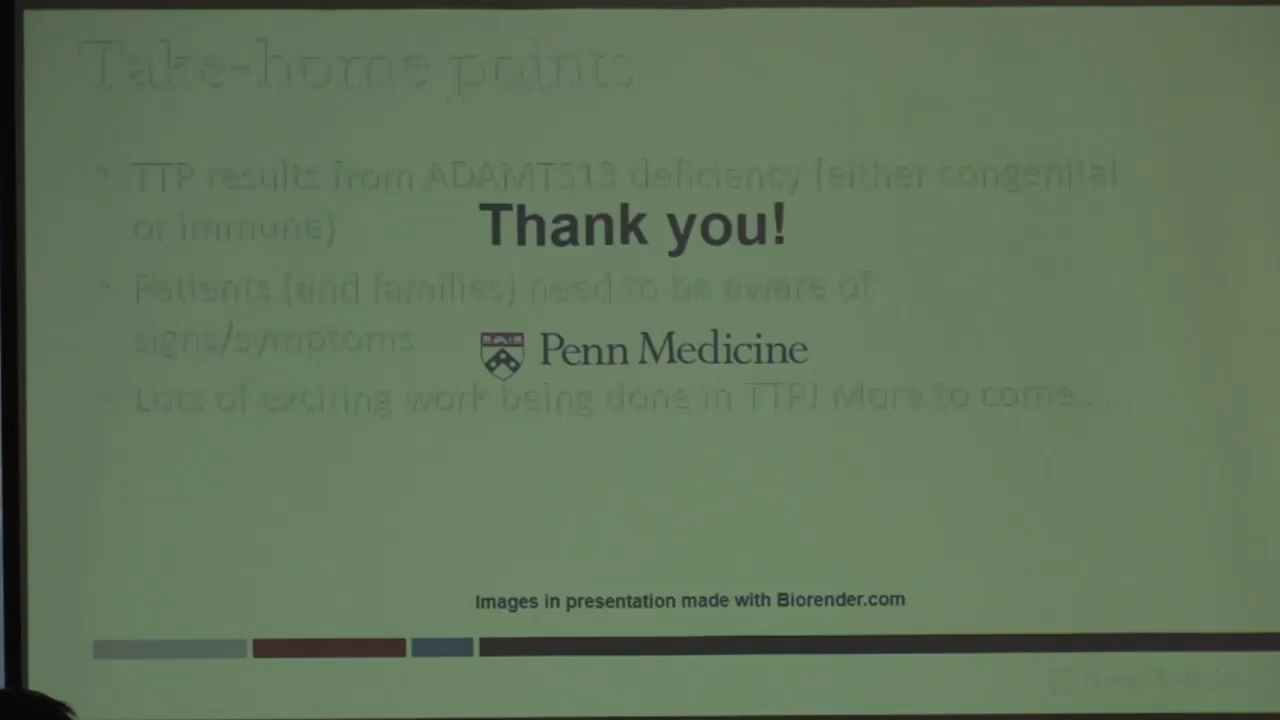 Take-home points
TTP results from ADAMTS13 deficiency (either congenital
or immune)
Thank you!
Patients (and families) need to be aware of
signs/symptoms
Penn Medicine
Lots of exciting work being done in TTP! More to come....
Images in presentation made with Biorender.com
Penn Medicine